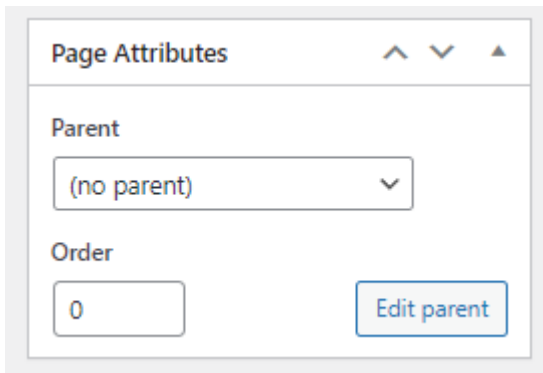 Page Attributes
Parent
(no parent)
Order
0 Edit parent